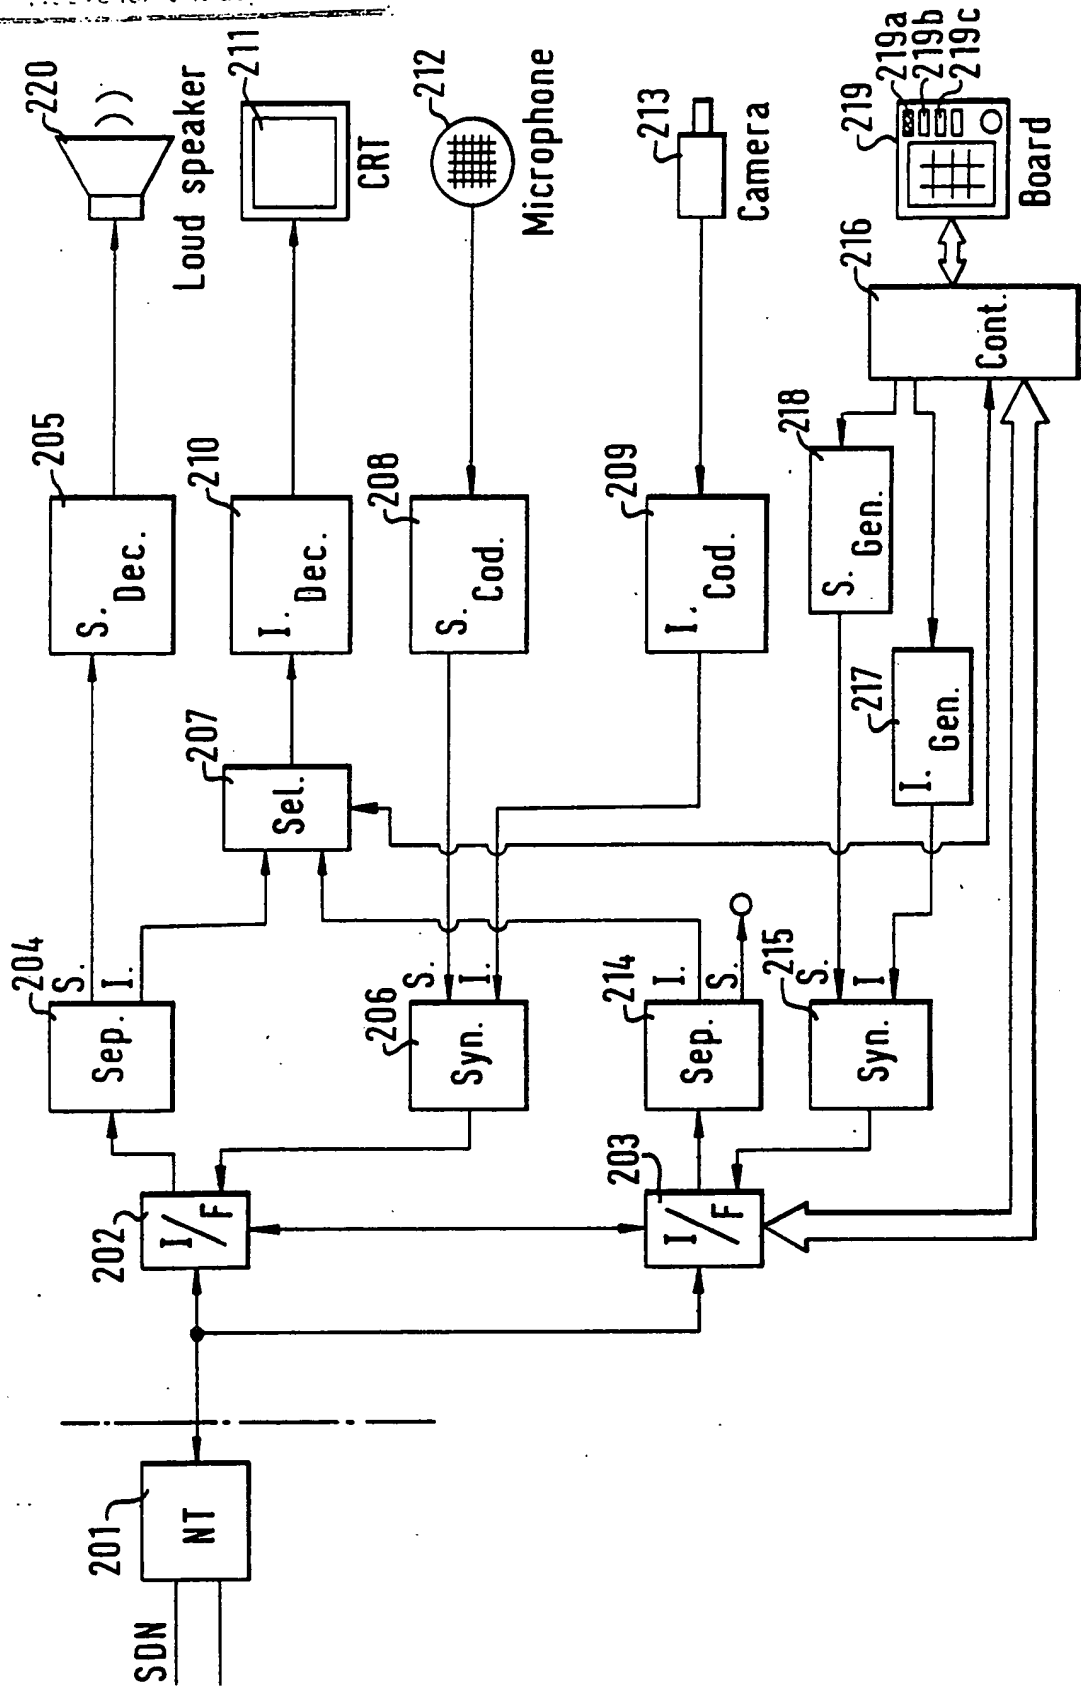 220
Loud speaker
211
CRT
212
Microphone
213
Camera
219a
219b
219c
219
Board
205
S. Dec.
210
I. Dec.
208
S. Cod.
209
I. Cod.
218
S. Gen.
216
Cont.
217
I. Gen.
207
Sel.
204
Sep.
S.
I.
206
Syn.
S.
I.
214
Sep.
I.
S.
215
Syn.
S.
I
202
I/F
203
I/F
201
NT
SDN